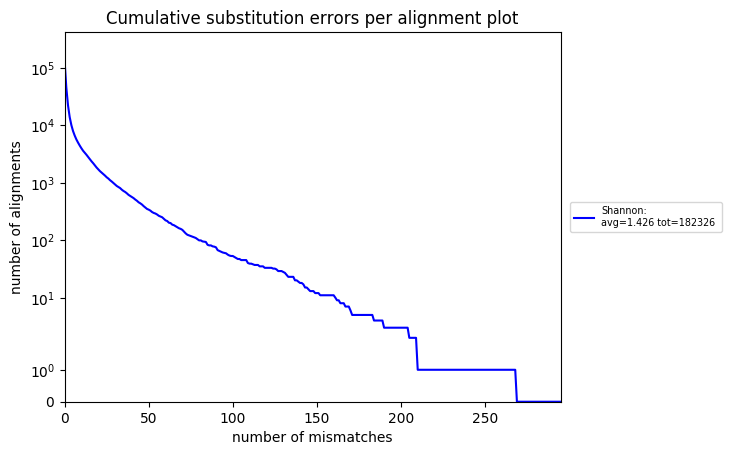 Cumulative substitution errors per alignment plot
number of alignments
10^5
10^4
10^3
10^2
10^1
10^0
0
0 50 100 150 200 250
number of mismatches
Shannon:
avg=1.426 tot=182326